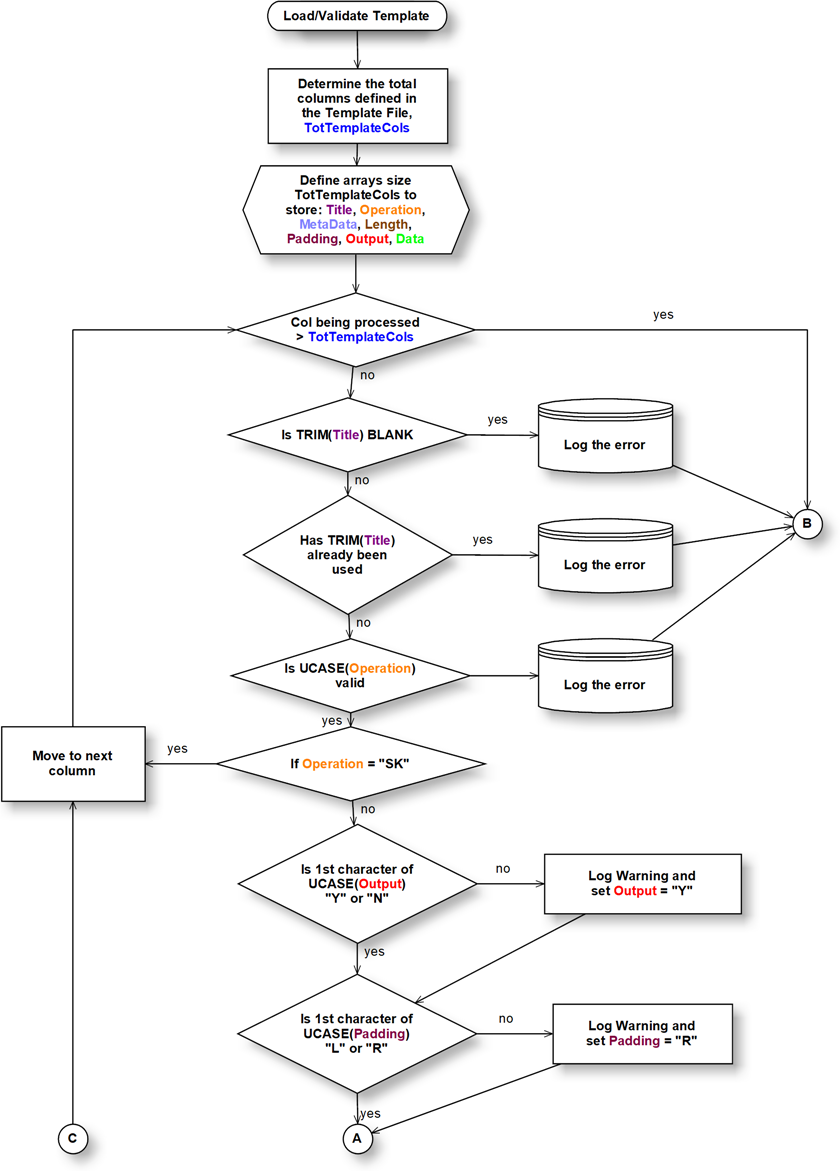 Load/Validate Template
Determine the total
columns defined in
the Template File,
TotTemplateCols
Define arrays size
TotTemplateCols to
store: Title, Operation,
MetaData, Length,
Padding, Output, Data
Col being processed
> TotTemplateCols
yes
no
Is TRIM(Title) BLANK
yes
Log the error
no
B
Has TRIM(Title)
already been
used
yes
Log the error
no
Is UCASE(Operation)
valid
Log the error
yes
If Operation = "SK"
yes
Move to next
column
no
Is 1st character of
UCASE(Output)
"Y" or "N"
no
Log Warning and
set Output = "Y"
yes
Is 1st character of
UCASE(Padding)
"L" or "R"
no
Log Warning and
set Padding = "R"
yes
C
A